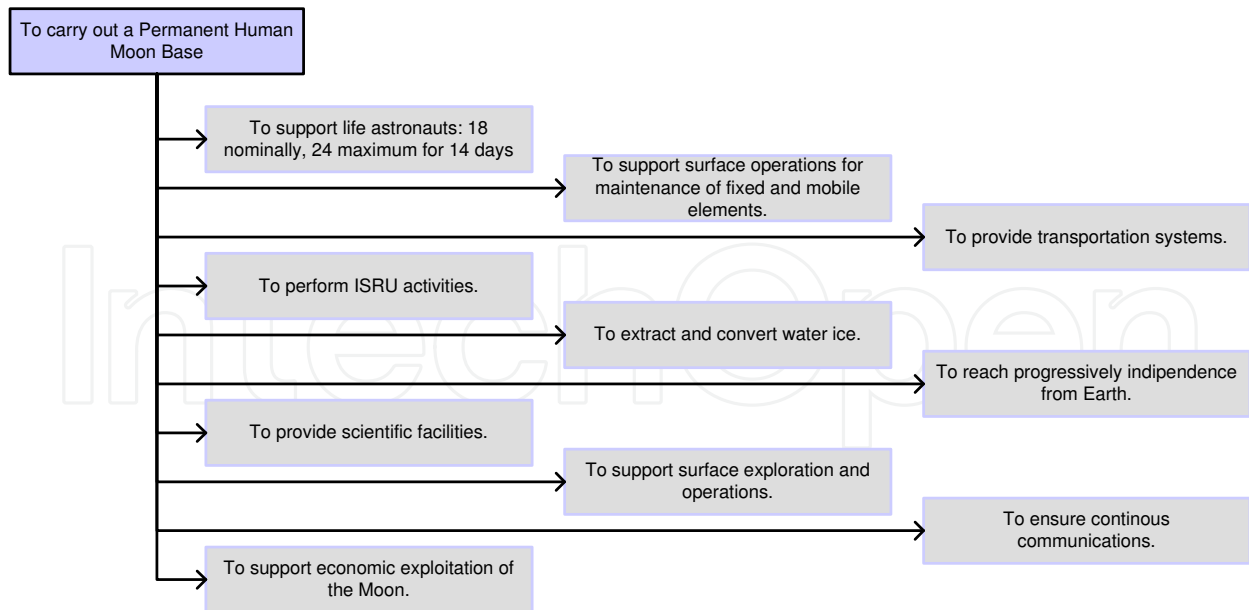 To carry out a Permanent Human
Moon Base
To support life astronauts: 18
nominally, 24 maximum for 14 days
To support surface operations for
maintenance of fixed and mobile
elements.
To provide transportation systems.
To perform ISRU activities.
To extract and convert water ice.
To reach progressively indipendence
from Earth.
To provide scientific facilities.
To support surface exploration and
operations.
To ensure continous
communications.
To support economic exploitation of
the Moon.
IntechOpen